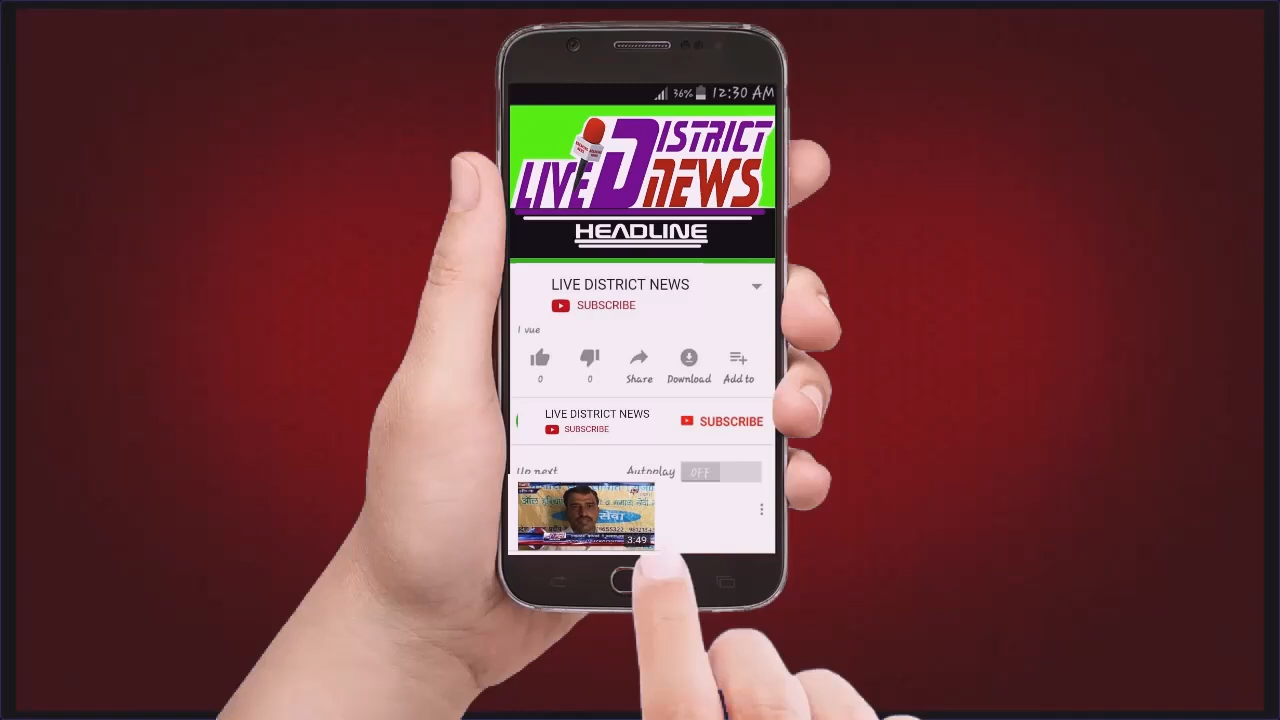 36% 12:30 AM
LIVE DISTRICT NEWS
HEADLINE
LIVE DISTRICT NEWS
SUBSCRIBE
1 vue
0 0 Share Download Add to
LIVE DISTRICT NEWS
SUBSCRIBE
SUBSCRIBE
Up next Autoplay OFF
सेवा
3:49